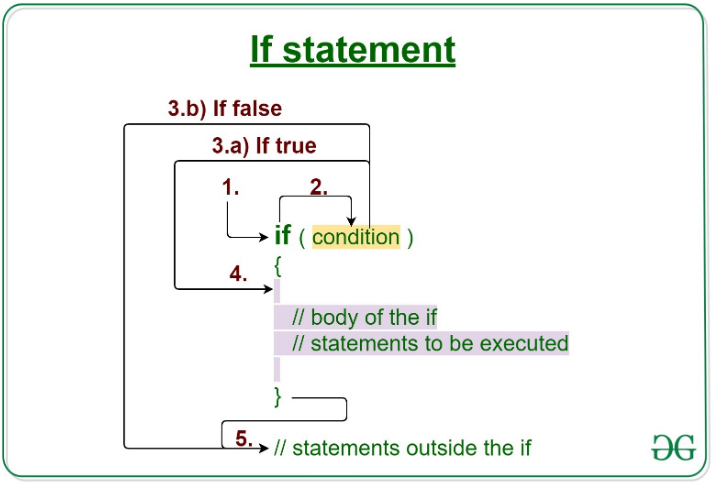 If statement
3.b) If false
3.a) If true
1.
2.
if ( condition )
{
4.
// body of the if
// statements to be executed
}
5.
// statements outside the if